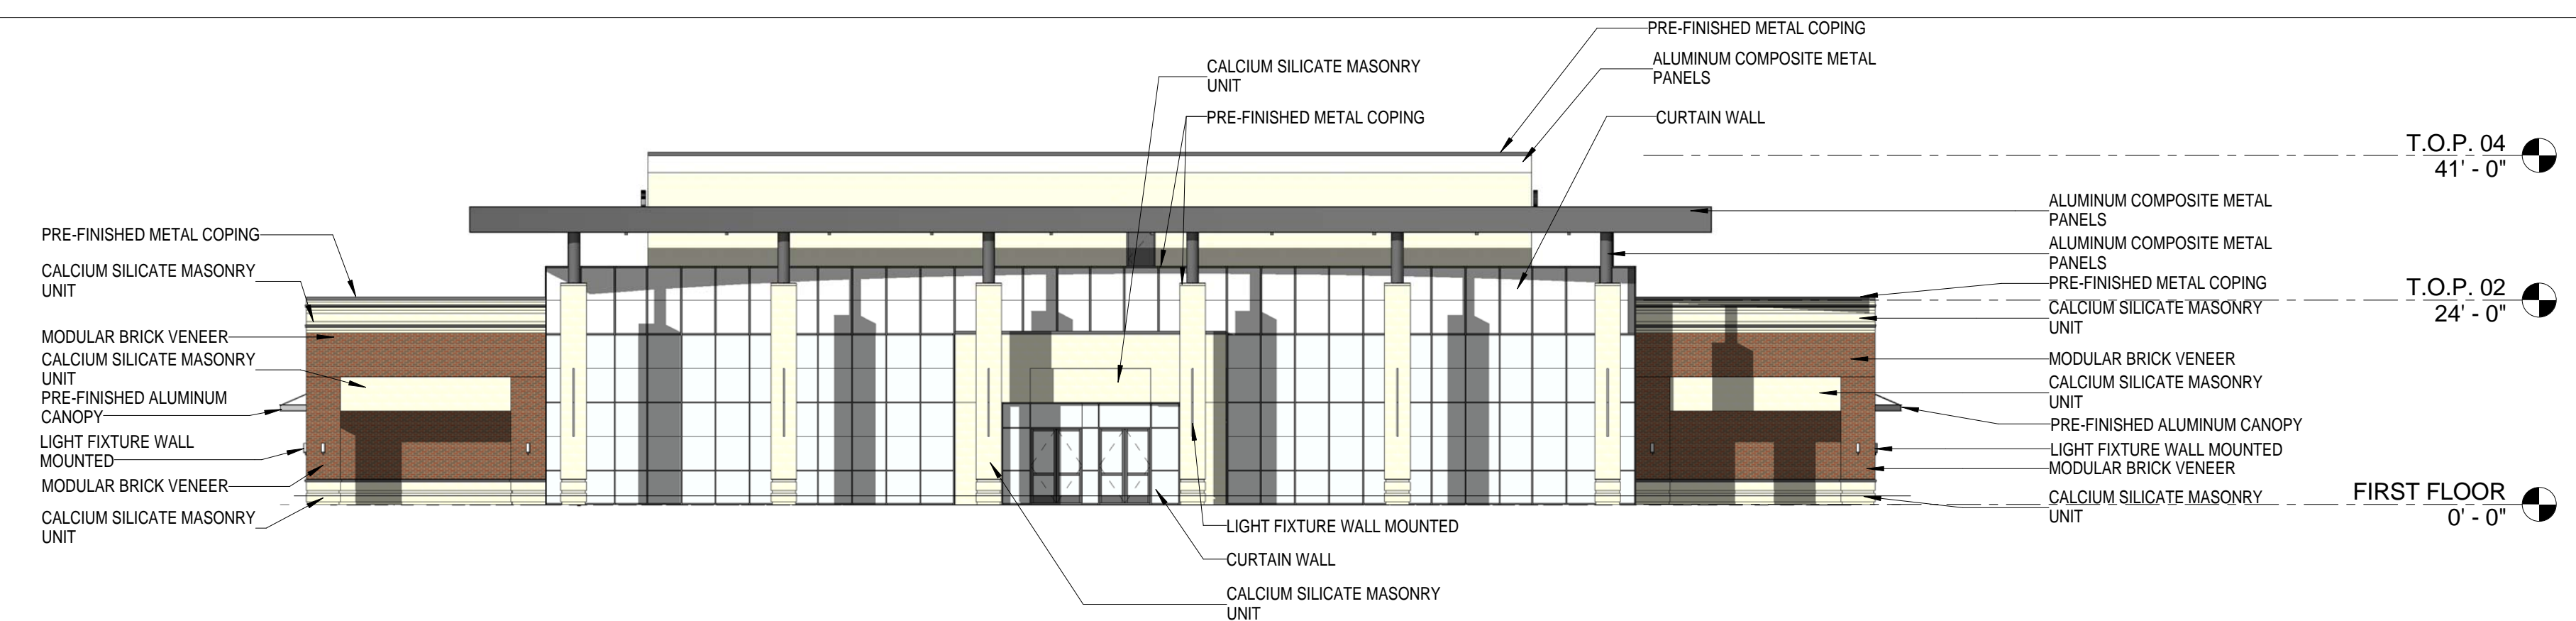 PRE-FINISHED METAL COPING
CALCIUM SILICATE MASONRY
UNIT
MODULAR BRICK VENEER
CALCIUM SILICATE MASONRY
UNIT
PRE-FINISHED ALUMINUM
CANOPY
LIGHT FIXTURE WALL
MOUNTED
MODULAR BRICK VENEER
CALCIUM SILICATE MASONRY
UNIT
CALCIUM SILICATE MASONRY
UNIT
PRE-FINISHED METAL COPING
LIGHT FIXTURE WALL MOUNTED
CURTAIN WALL
CALCIUM SILICATE MASONRY
UNIT
PRE-FINISHED METAL COPING
ALUMINUM COMPOSITE METAL
PANELS
CURTAIN WALL
ALUMINUM COMPOSITE METAL
PANELS
ALUMINUM COMPOSITE METAL
PANELS
PRE-FINISHED METAL COPING
CALCIUM SILICATE MASONRY
UNIT
MODULAR BRICK VENEER
CALCIUM SILICATE MASONRY
UNIT
PRE-FINISHED ALUMINUM CANOPY
LIGHT FIXTURE WALL MOUNTED
MODULAR BRICK VENEER
CALCIUM SILICATE MASONRY
UNIT
T.O.P. 04
41' - 0"
T.O.P. 02
24' - 0"
FIRST FLOOR
0' - 0"